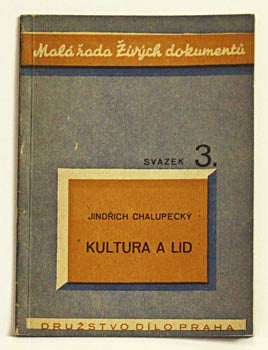 Malá řada Živých dokumentů
SVAZEK 3.
JINDŘICH CHALUPECKÝ
KULTURA A LID
DRUŽSTVO DÍLO PRAHA